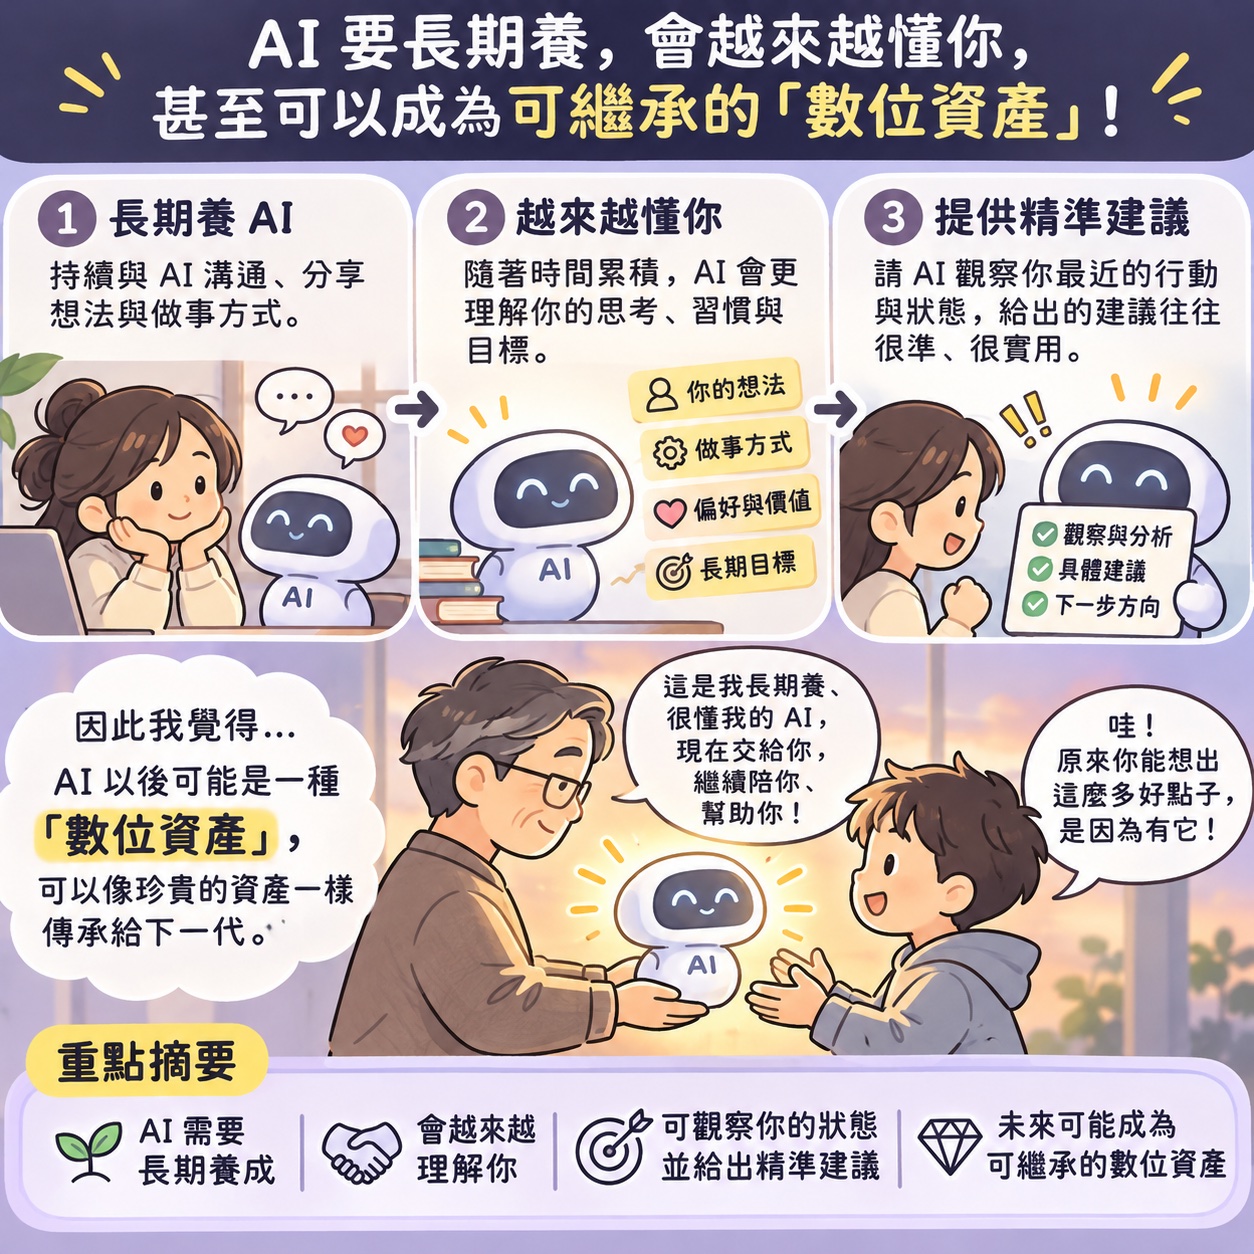 AI 要長期養，會越來越懂你，
甚至可以成為可繼承的「數位資產」！
1 長期養 AI
持續與 AI 溝通、分享
想法與做事方式。
AI
2 越來越懂你
隨著時間累積，AI 會更
理解你的思考、習慣與
目標。
你的想法
做事方式
偏好與價值
長期目標
AI
3 提供精準建議
請 AI 觀察你最近的行動
與狀態，給出的建議往往
很準、很實用。
!!
觀察與分析
具體建議
下一步方向
因此我覺得...
AI 以後可能是一種
「數位資產」，
可以像珍貴的資產一樣
傳承給下一代。
這是我長期養、
很懂我的 AI，
現在交給你，
繼續陪你、
幫助你！
哇！
原來你能想出
這麼多好點子，
是因為有它！
AI
重點摘要
AI 需要
長期養成
會越來越
理解你
可觀察你的狀態
並給出精準建議
未來可能成為
可繼承的數位資產